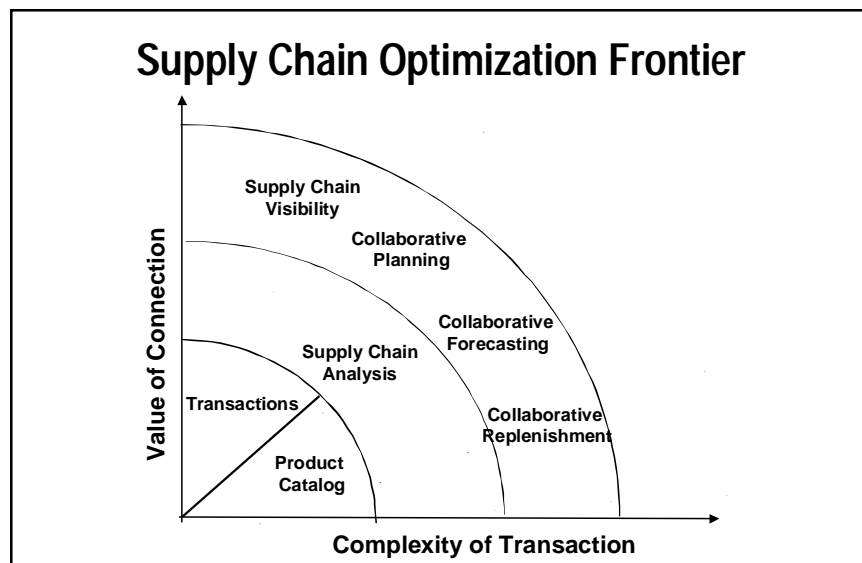 Supply Chain Optimization Frontier
Value of Connection
Supply Chain
Visibility
Collaborative
Planning
Collaborative
Forecasting
Supply Chain
Analysis
Transactions
Collaborative
Replenishment
Product
Catalog
Complexity of Transaction